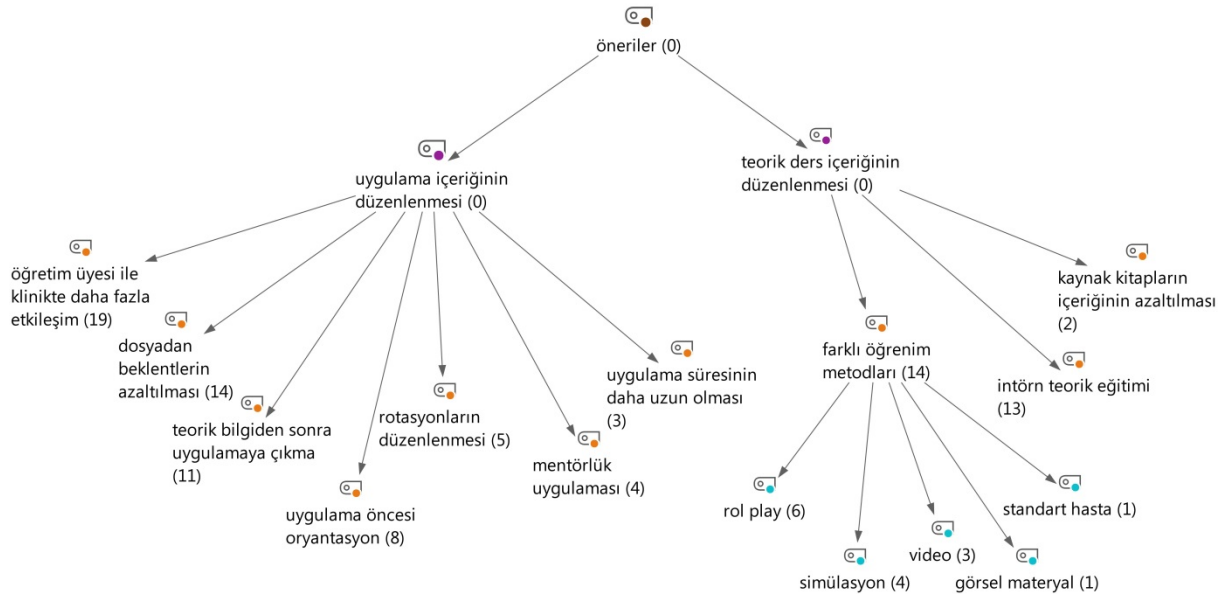 öneriler (0)
uygulama içeriğinin
düzenlenmesi (0)
teorik ders içeriğinin
düzenlenmesi (0)
öğretim üyesi ile
klinikte daha fazla
etkileşim (19)
dosyadan
beklentlerin
azaltılması (14)
teorik bilgiden sonra
uygulamaya çıkma
(11)
uygulama öncesi
oryantasyon (8)
rotasyonların
düzenlenmesi (5)
mentörlük
uygulaması (4)
uygulama süresinin
daha uzun olması
(3)
farklı öğrenim
metodları (14)
intörn teorik eğitimi
(13)
kaynak kitapların
içeriğinin azaltılması
(2)
rol play (6)
simülasyon (4)
video (3)
görsel materyal (1)
standart hasta (1)